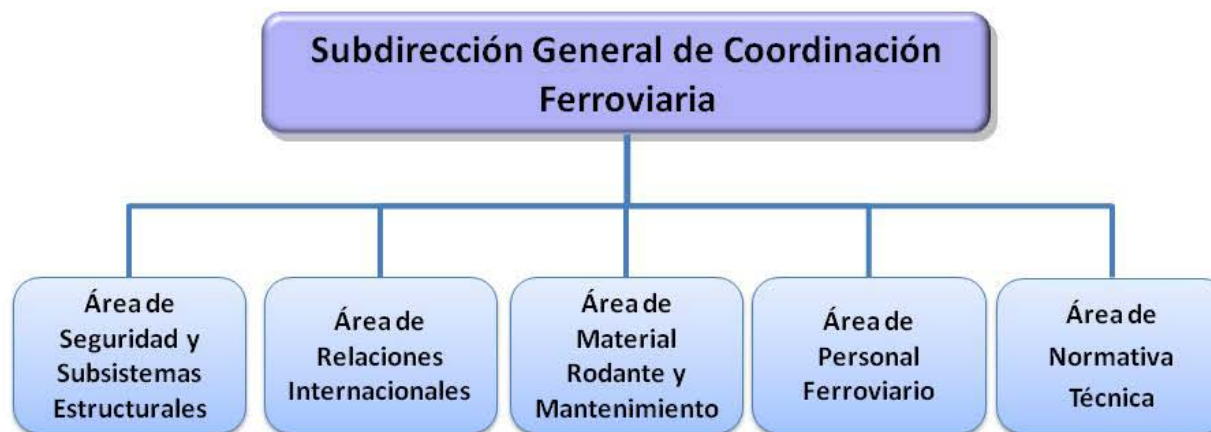 Subdirección General de Coordinación
Ferroviaria
Área de
Seguridad y
Subsistemas
Estructurales
Área de
Relaciones
Internacionales
Área de
Material
Rodante y
Mantenimiento
Área de
Personal
Ferroviario
Área de
Normativa
Técnica